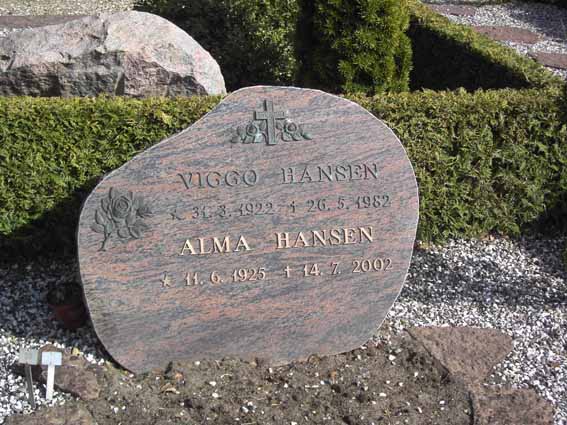 VIGGO HANSEN
★ 31. 3. 1922 ✝ 26. 5. 1982
ALMA HANSEN
★ 11. 6. 1925 ✝ 14. 7. 2002